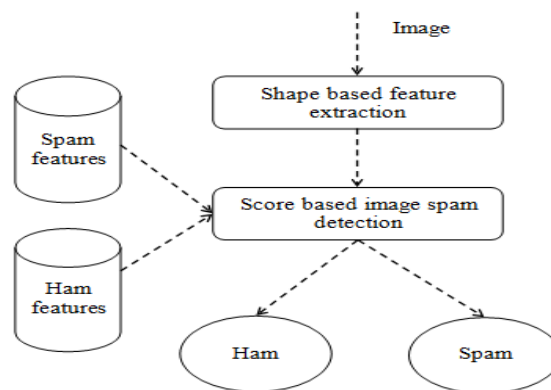 Image
Shape based feature
extraction
Spam
features
Score based image spam
detection
Ham
features
Ham
Spam